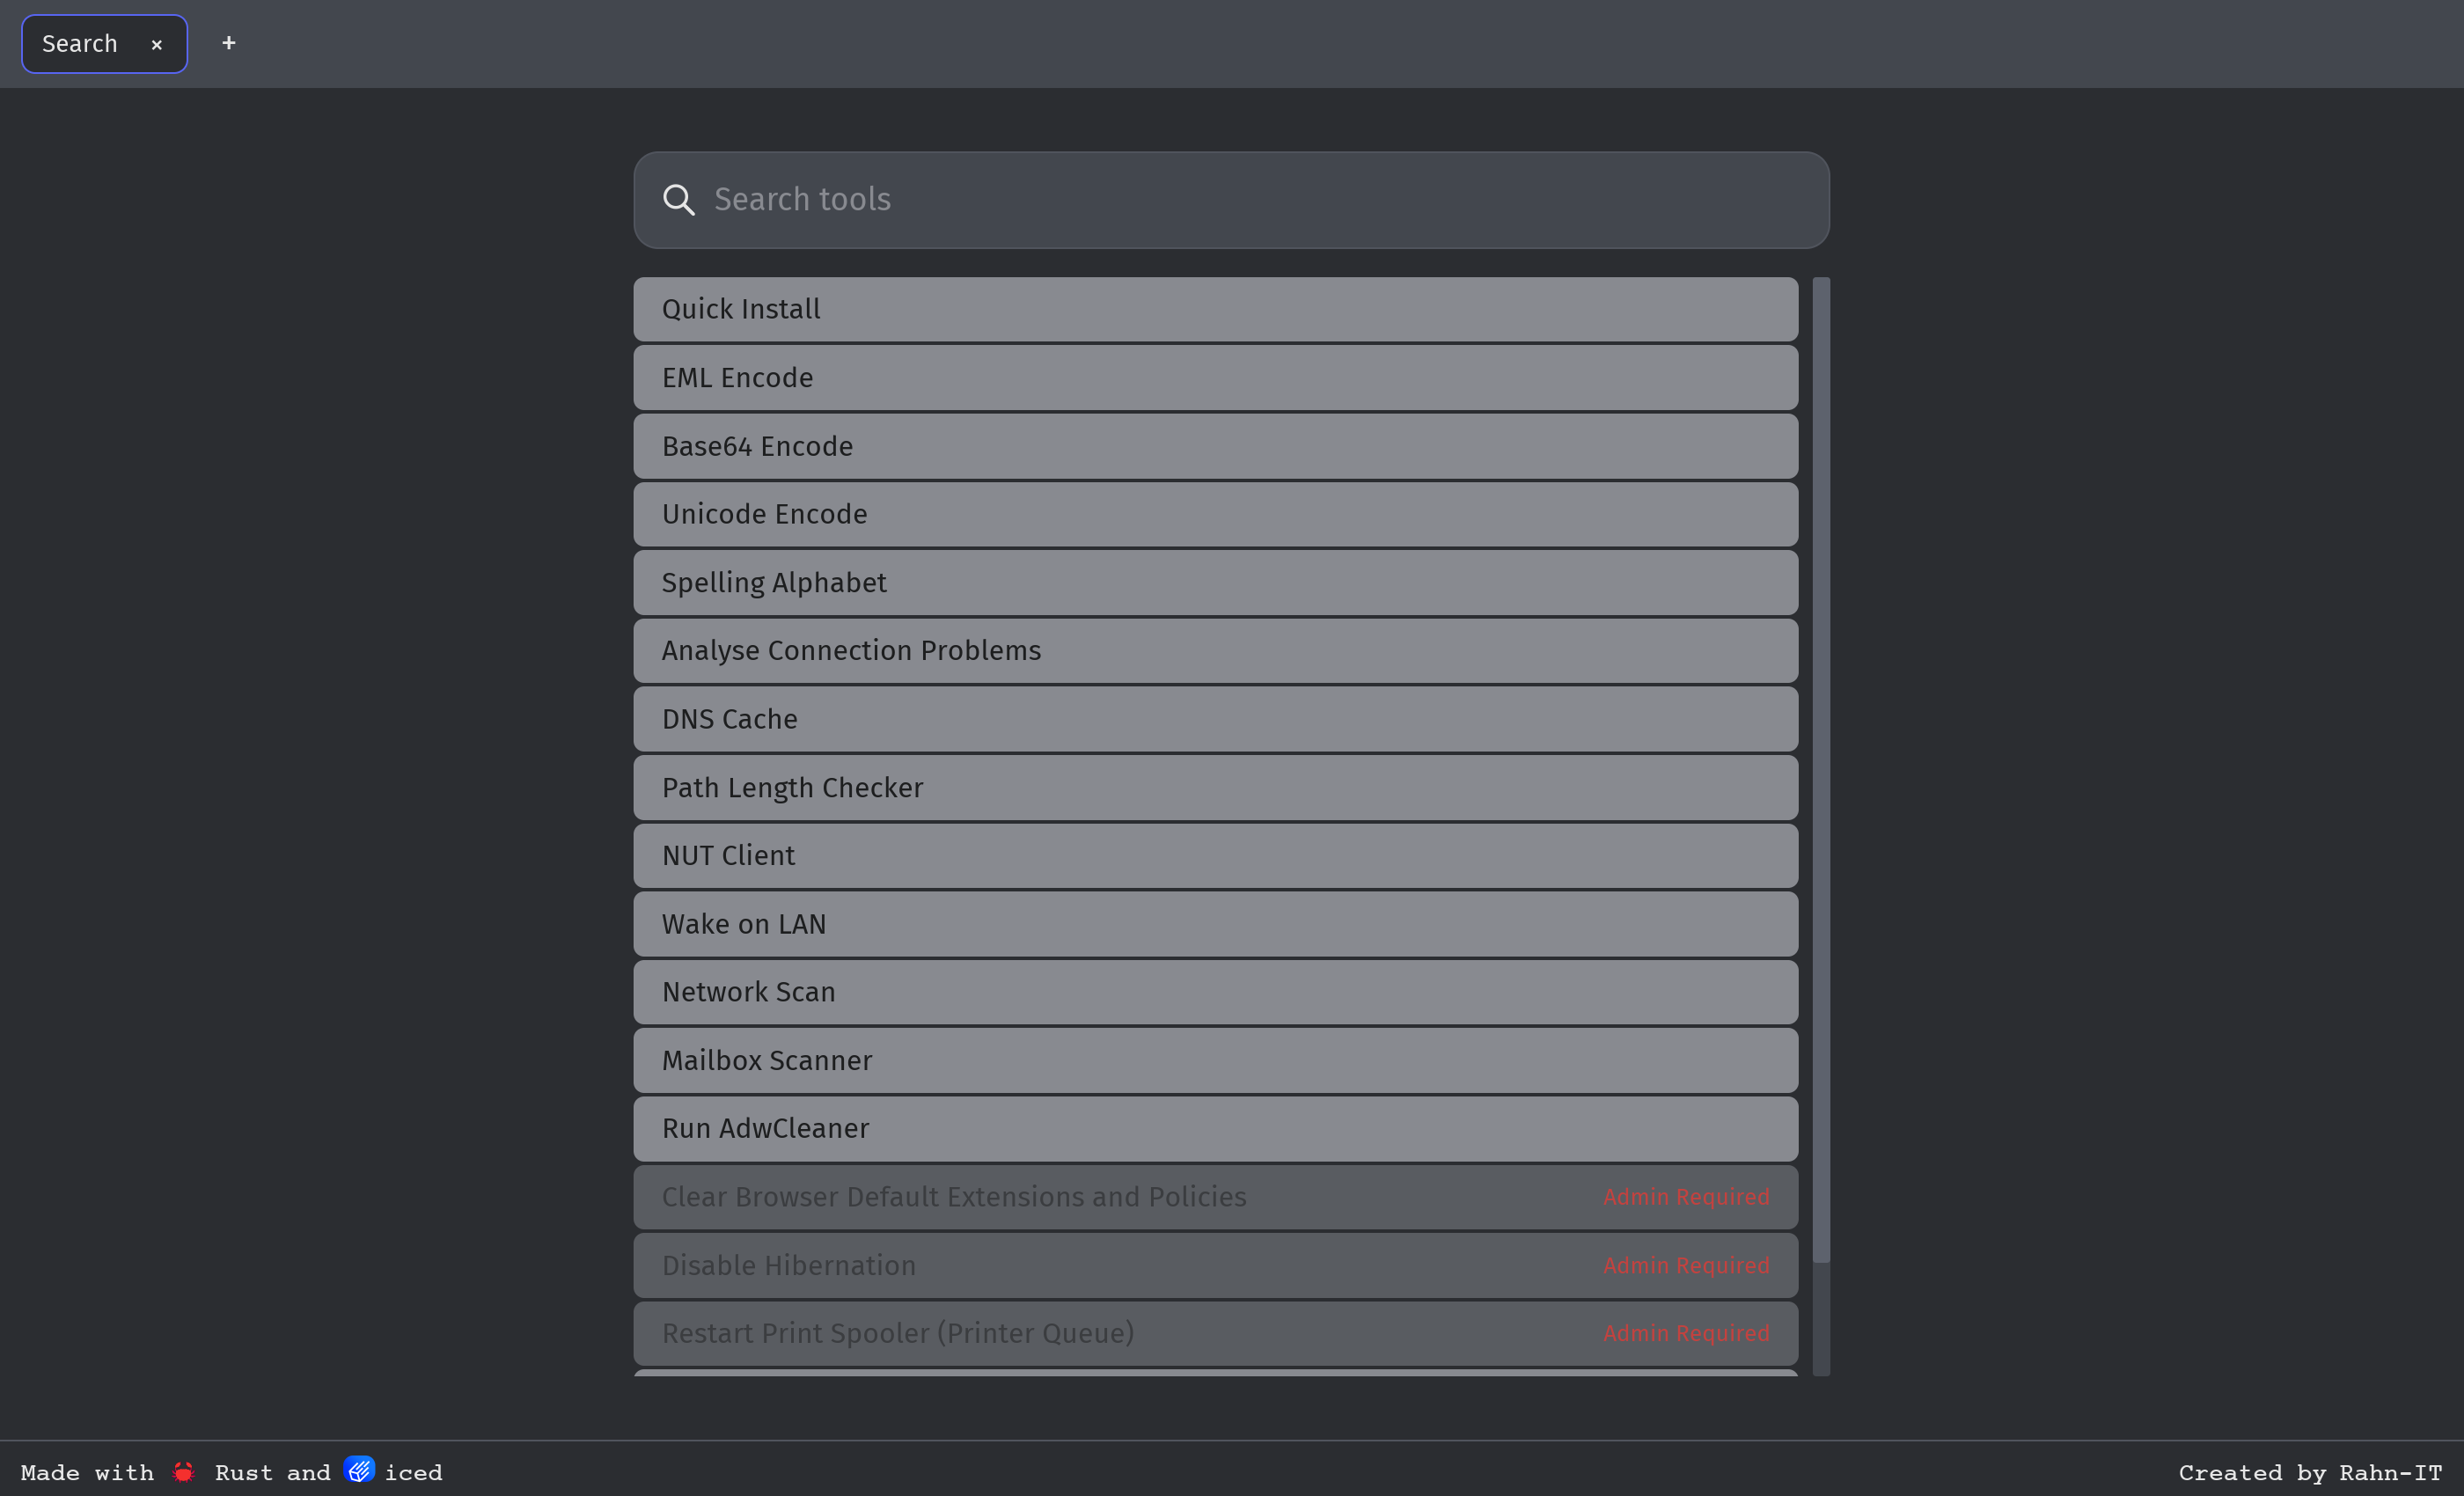 Search × +
Search tools
Quick Install
EML Encode
Base64 Encode
Unicode Encode
Spelling Alphabet
Analyse Connection Problems
DNS Cache
Path Length Checker
NUT Client
Wake on LAN
Network Scan
Mailbox Scanner
Run AdwCleaner
Clear Browser Default Extensions and Policies Admin Required
Disable Hibernation Admin Required
Restart Print Spooler (Printer Queue) Admin Required
Made with 🦀 Rust and iced Created by Rahn-IT